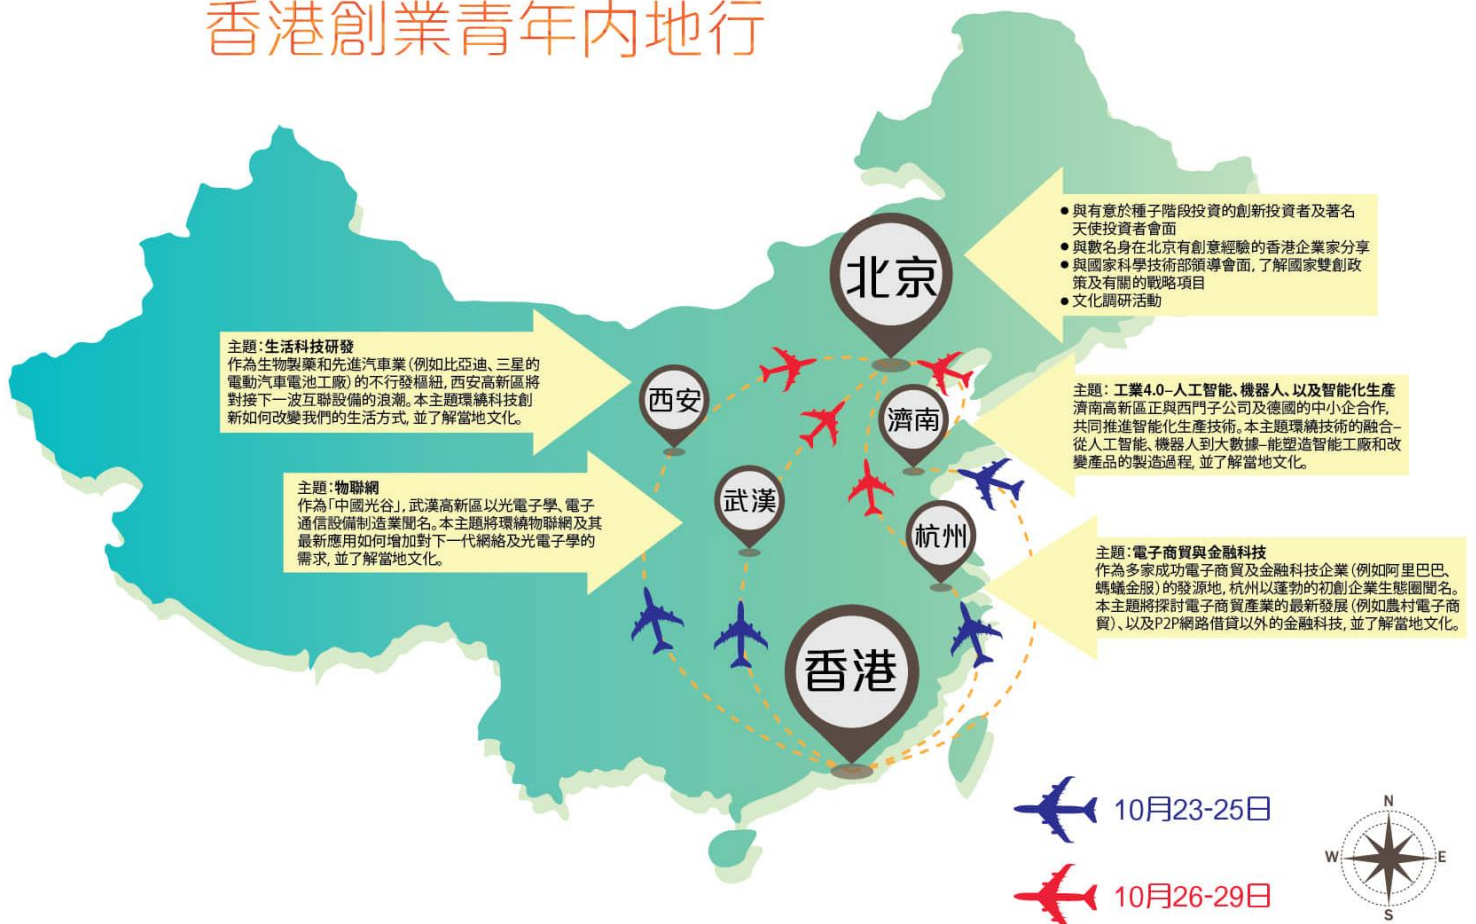 香港創業青年内地行
北京
● 與有意於種子階段投資的創新投資者及著名
天使投資者會面
● 與數名身在北京有創意經驗的香港企業家分享
● 與國家科學技術部領導會面，了解國家雙創政
策及有關的戰略項目
● 文化調研活動
主題：生活科技研發
作為生物製藥和先進汽車業（例如比亞迪、三星的
電動汽車電池工廠）的不行發樞紐，西安高新區將
對接下一波互聯設備的浪潮。本主題環繞科技創
新如何改變我們的生活方式，並了解當地文化。
西安
濟南
主題：工業4.0–人工智能、機器人、以及智能化生產
濟南高新區正與西門子公司及德國的中小企合作，
共同推進智能化生產技術。本主題環繞技術的融合–
從人工智能、機器人到大數據–能塑造智能工廠和改
變產品的製造過程，並了解當地文化。
主題：物聯網
作為「中國光谷」，武漢高新區以光電子學、電子
通信設備制造業聞名。本主題將環繞物聯網及其
最新應用如何增加對下一代網絡及光電子學的
需求，並了解當地文化。
武漢
杭州
主題：電子商貿與金融科技
作為多家成功電子商貿及金融科技企業（例如阿里巴巴、
螞蟻金服）的發源地，杭州以蓬勃的初創企業生態圈聞名。
本主題將探討電子商貿產業的最新發展（例如農村電子商
貿）、以及P2P網路借貸以外的金融科技，並了解當地文化。
香港
10月23-25日
10月26-29日
N
W
E
S